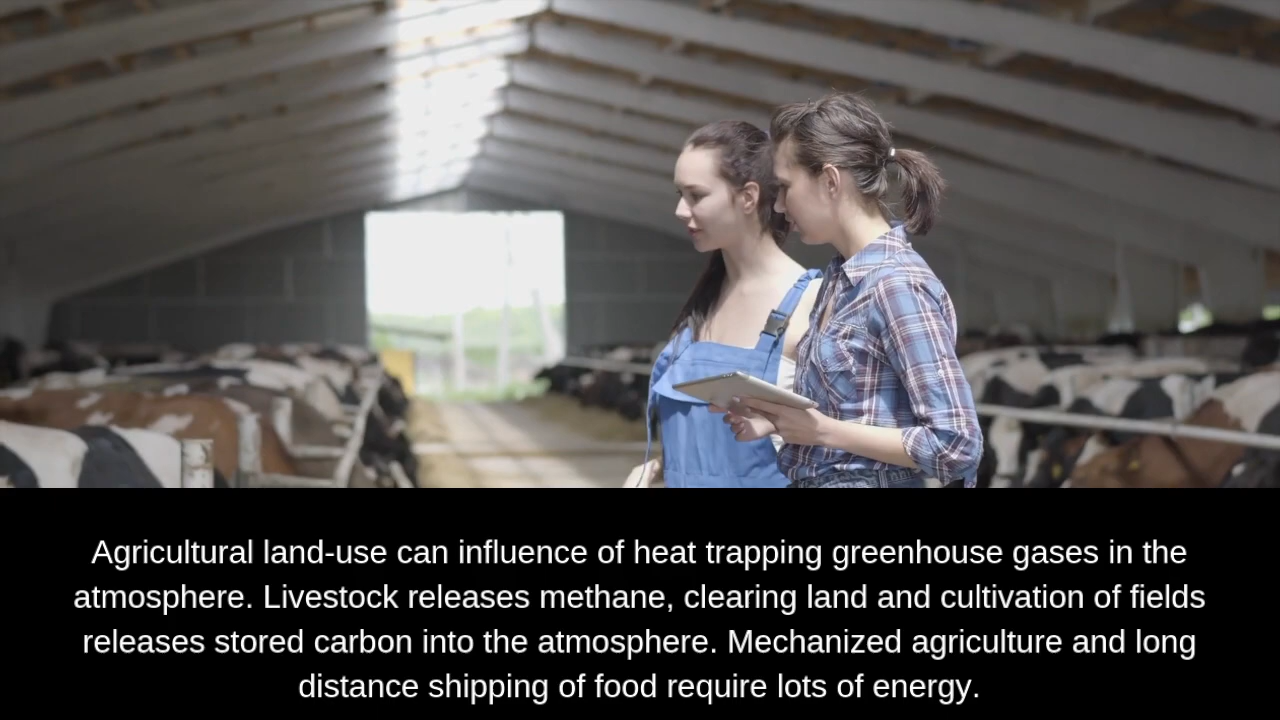 Agricultural land-use can influence of heat trapping greenhouse gases in the
atmosphere. Livestock releases methane, clearing land and cultivation of fields
releases stored carbon into the atmosphere. Mechanized agriculture and long
distance shipping of food require lots of energy.